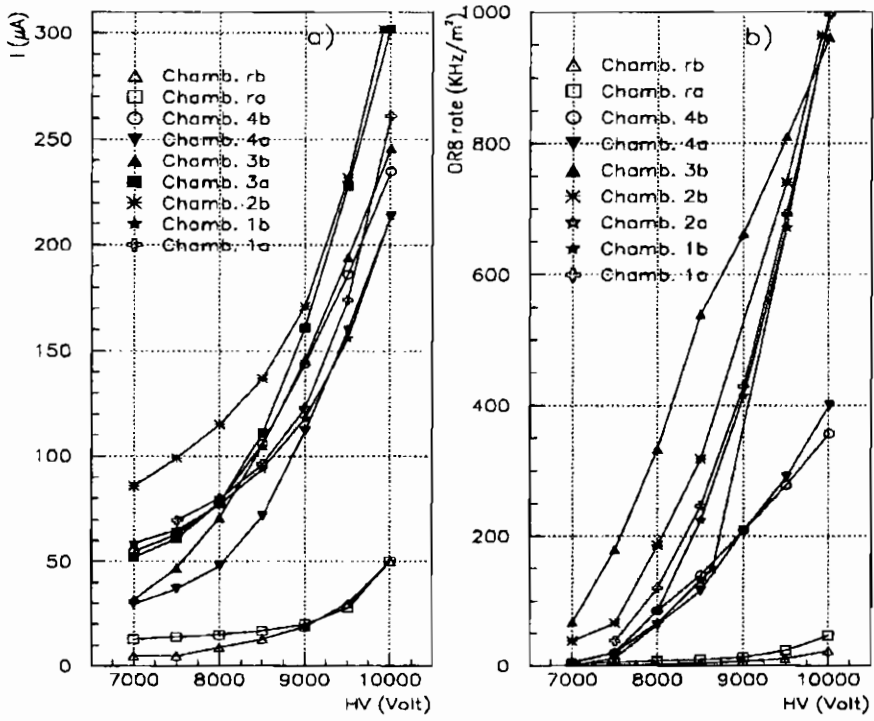 I (μA)
300
250
200
150
100
50
0
a)
Chamb. rb
Chamb. ra
Chamb. 4b
Chamb. 4a
Chamb. 3b
Chamb. 3a
Chamb. 2b
Chamb. 1b
Chamb. 1a
7000 8000 9000 10000
HV (Volt)
ORB rate (KHz/m²)
1000
800
600
400
200
0
b)
Chamb. rb
Chamb. ra
Chamb. 4b
Chamb. 4a
Chamb. 3b
Chamb. 2b
Chamb. 2a
Chamb. 1b
Chamb. 1a
7000 8000 9000 10000
HV (Volt)